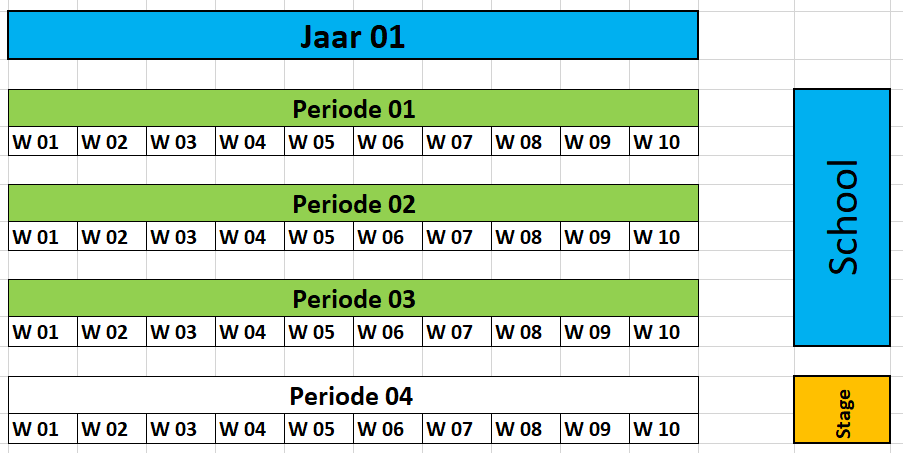 Jaar 01
Periode 01
W 01 W 02 W 03 W 04 W 05 W 06 W 07 W 08 W 09 W 10
Periode 02
W 01 W 02 W 03 W 04 W 05 W 06 W 07 W 08 W 09 W 10
Periode 03
W 01 W 02 W 03 W 04 W 05 W 06 W 07 W 08 W 09 W 10
School
Periode 04
W 01 W 02 W 03 W 04 W 05 W 06 W 07 W 08 W 09 W 10
Stage